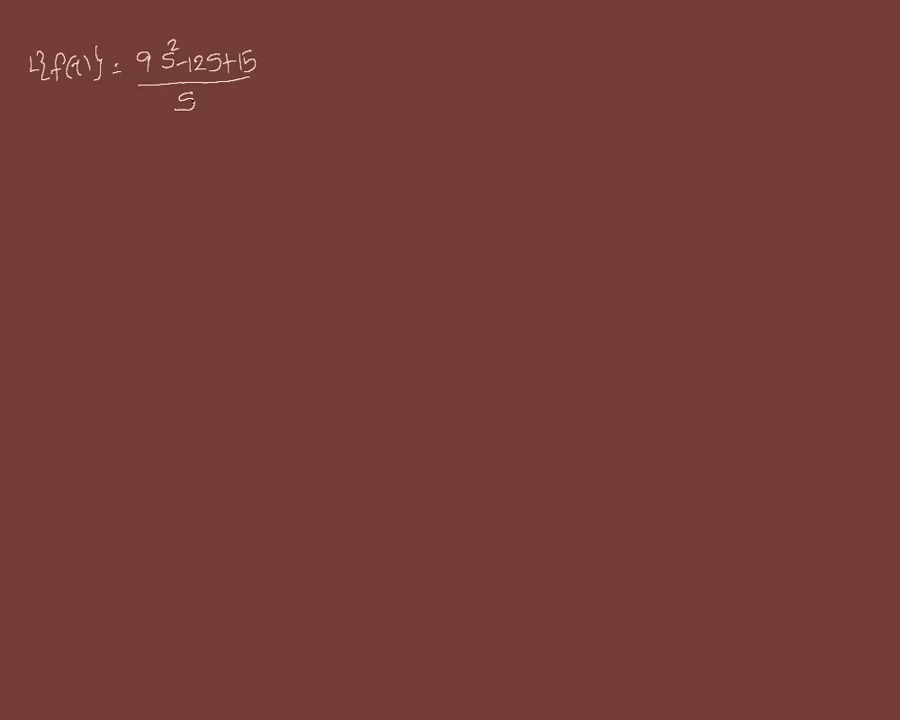 L{f(t)} = 9s²-12s+15
s